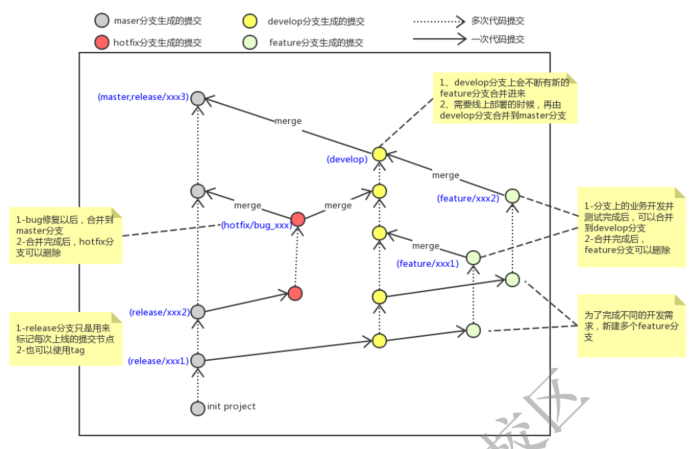 maser分支生成的提交
develop分支生成的提交
多次代码提交
hotfix分支生成的提交
feature分支生成的提交
一次代码提交
1、develop分支上会不断有新的
feature分支合并进来
2、需要线上部署的时候，再由
develop分支合并到master分支
(master,release/xxx3)
merge
(develop)
merge
merge
merge
(feature/xxx2)
1-分支上的业务开发并
测试完成后，可以合并
到develop分支
2-合并完成后，
feature分支可以删除
1-bug修复以后，合并到
master分支
2-合并完成后，hotfix分
支可以删除
(hotfix/bug_xxx)
merge
(feature/xxx1)
(release/xxx2)
为了完成不同的开发需
求，新建多个feature分
支
1-release分支只是用来
标记每次上线的提交节点
2-也可以使用tag
(release/xxx1)
init project
校区